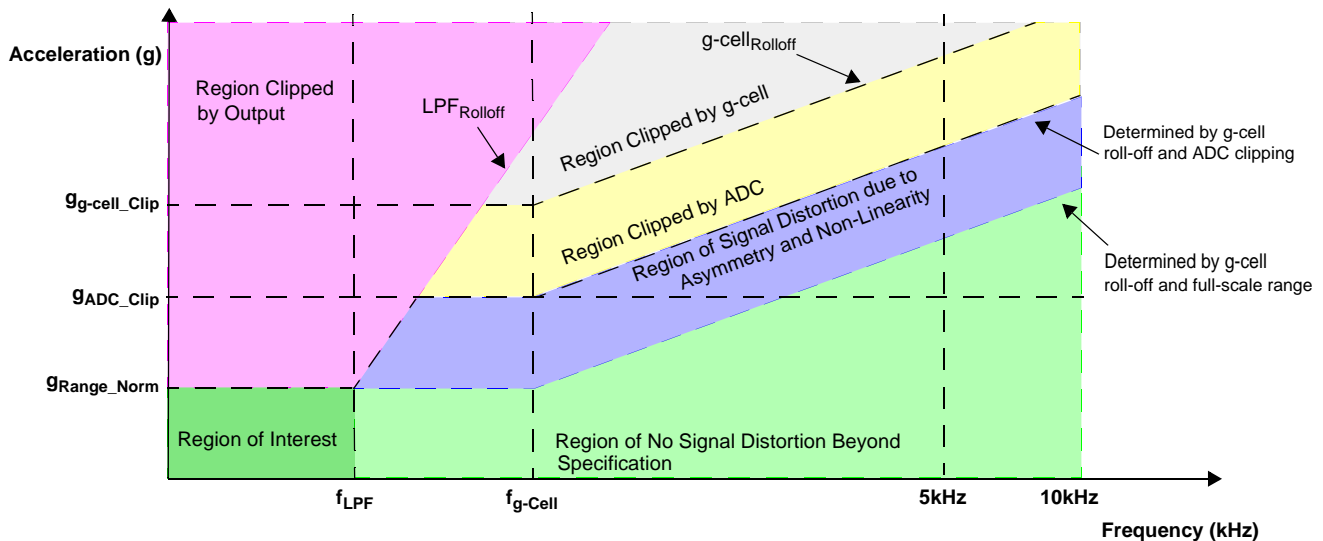 Acceleration (g)
Region Clipped
by Output
LPFRolloff
g-cellRolloff
Region Clipped by g-cell
Determined by g-cell
roll-off and ADC clipping
gg-cell_Clip
Region Clipped by ADC
Region of Signal Distortion due to
Asymmetry and Non-Linearity
Determined by g-cell
roll-off and full-scale range
gADC_Clip
gRange_Norm
Region of Interest
Region of No Signal Distortion Beyond
Specification
fLPF
fg-Cell
5kHz
10kHz
Frequency (kHz)